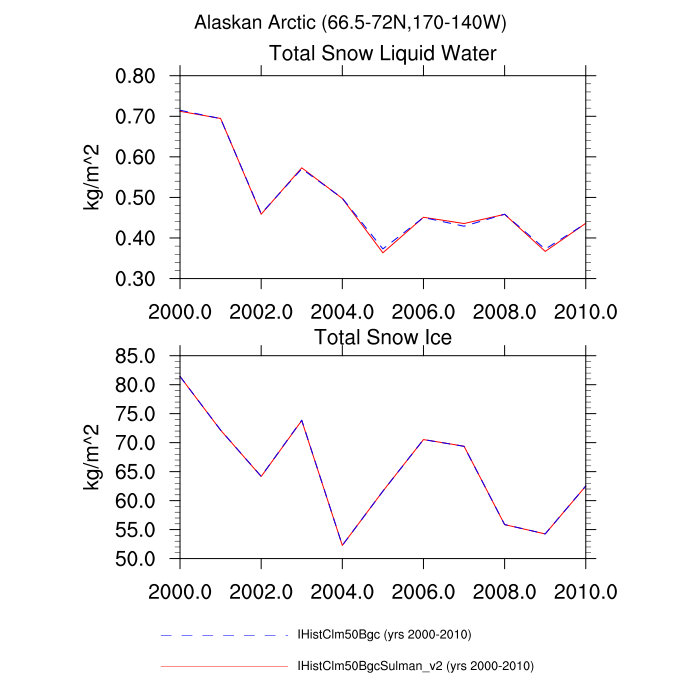 Alaskan Arctic (66.5-72N,170-140W)
Total Snow Liquid Water
0.80
0.70
0.60
0.50
0.40
0.30
kg/m^2
2000.0 2002.0 2004.0 2006.0 2008.0 2010.0
Total Snow Ice
85.0
80.0
75.0
70.0
65.0
60.0
55.0
50.0
kg/m^2
2000.0 2002.0 2004.0 2006.0 2008.0 2010.0
IHistClm50Bgc (yrs 2000-2010)
IHistClm50BgcSulman_v2 (yrs 2000-2010)